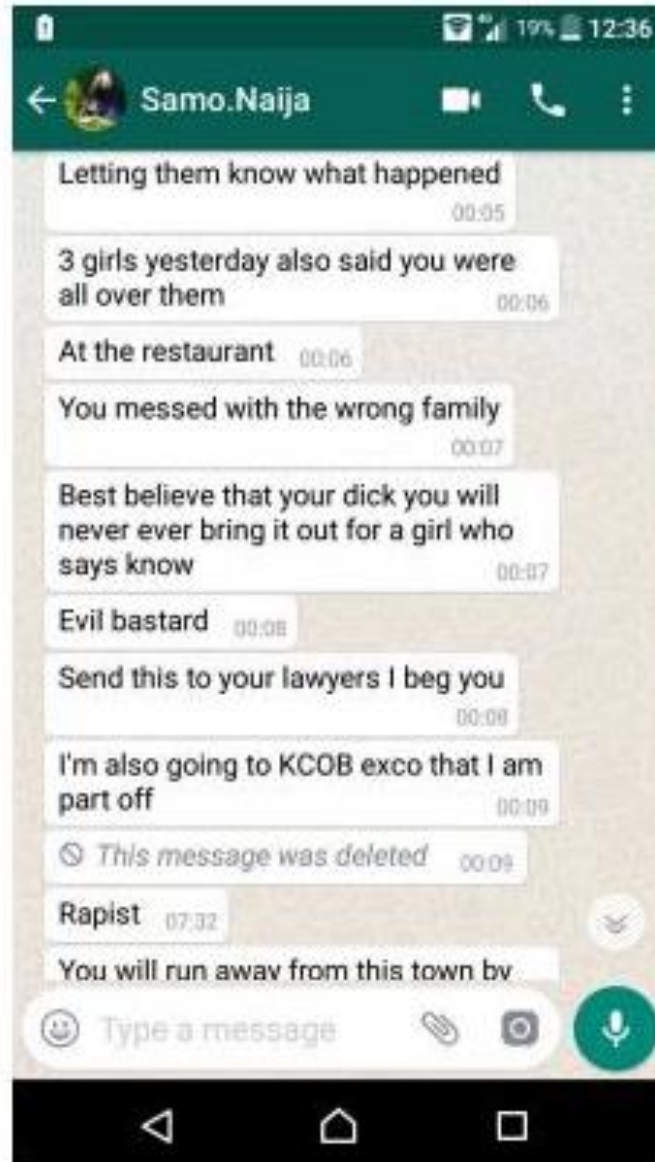 19% 12:36
Samo.Naija
Letting them know what happened
00:05
3 girls yesterday also said you were
all over them 00:06
At the restaurant 00:06
You messed with the wrong family
00:07
Best believe that your dick you will
never ever bring it out for a girl who
says know 00:07
Evil bastard 00:08
Send this to your lawyers I beg you
00:08
I'm also going to KCOB exco that I am
part off 00:09
This message was deleted 00:09
Rapist 07:32
You will run away from this town by
Type a message